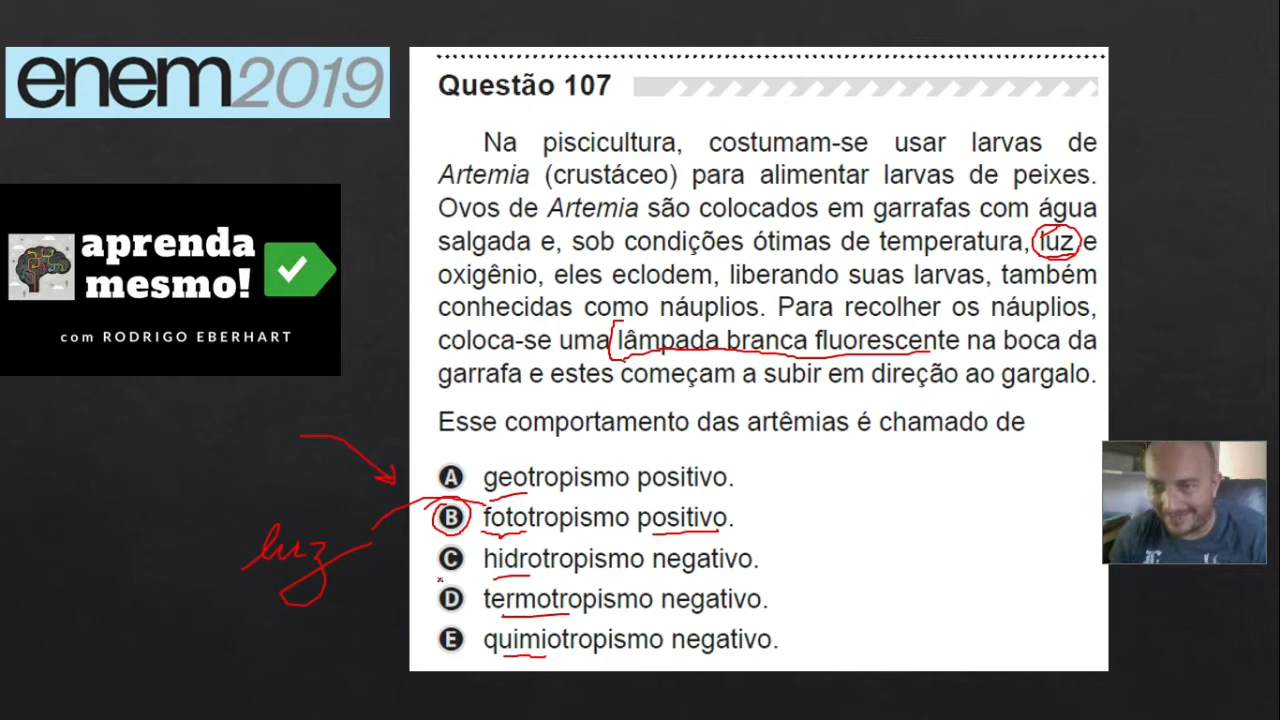 enem2019
aprenda
mesmo!
com RODRIGO EBERHART
Questão 107
Na piscicultura, costumam-se usar larvas de
Artemia (crustáceo) para alimentar larvas de peixes.
Ovos de Artemia são colocados em garrafas com água
salgada e, sob condições ótimas de temperatura, luz e
oxigênio, eles eclodem, liberando suas larvas, também
conhecidas como náuplios. Para recolher os náuplios,
coloca-se uma lâmpada branca fluorescente na boca da
garrafa e estes começam a subir em direção ao gargalo.
Esse comportamento das artêmias é chamado de
A geotropismo positivo.
B fototropismo positivo.
C hidrotropismo negativo.
D termotropismo negativo.
E quimiotropismo negativo.
luz